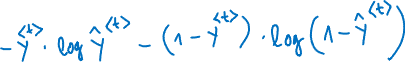 -y^{<t>} · log ŷ^{<t>} - (1-y^{<t>}) · log(1-ŷ^{<t>})